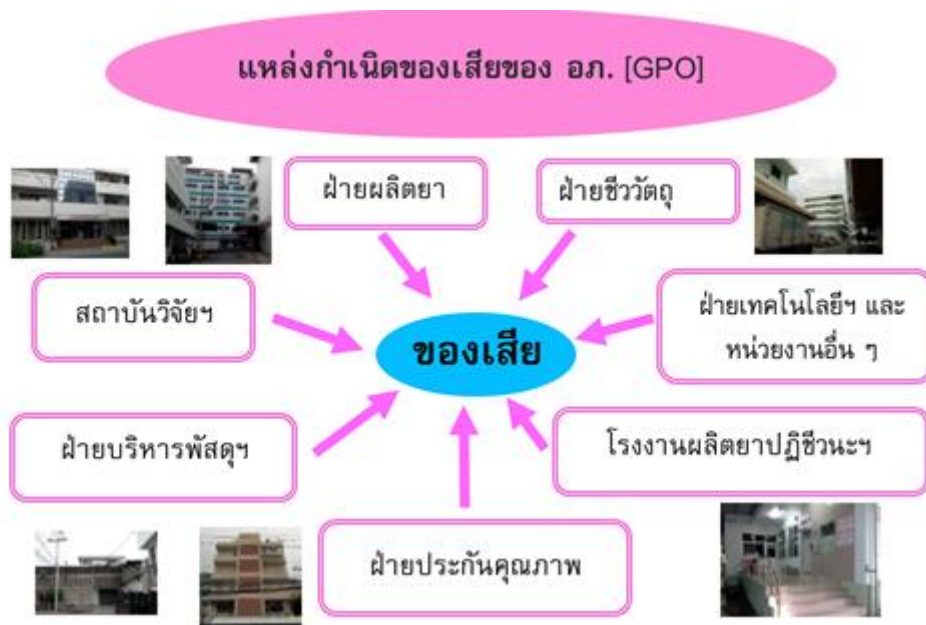 แหล่งกำเนิดของเสียของ อภ. [GPO]
ฝ่ายผลิตยา
ฝ่ายชีววัตถุ
สถาบันวิจัยฯ
ฝ่ายเทคโนโลยีฯ และ
หน่วยงานอื่น ๆ
ของเสีย
ฝ่ายบริหารพัสดุฯ
โรงงานผลิตยาปฏิชีวนะฯ
ฝ่ายประกันคุณภาพ